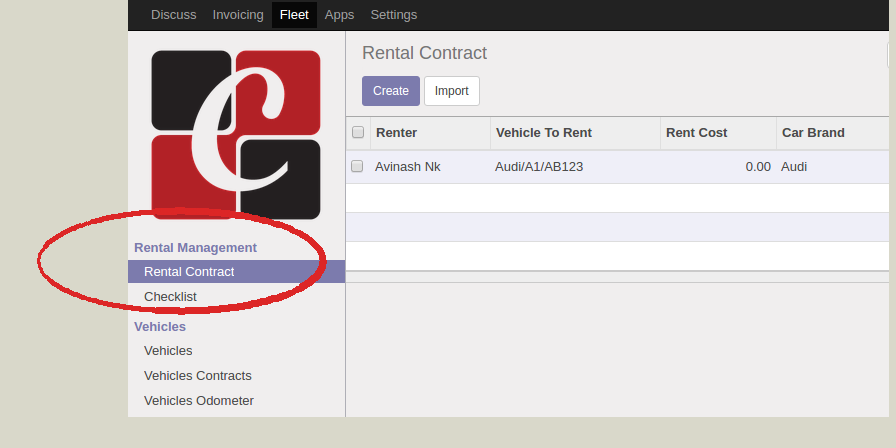 Discuss Invoicing Fleet Apps Settings
C
Rental Management
Rental Contract
Checklist
Vehicles
Vehicles
Vehicles Contracts
Vehicles Odometer
Rental Contract
Create Import
Renter Vehicle To Rent Rent Cost Car Brand
Avinash Nk Audi/A1/AB123 0.00 Audi